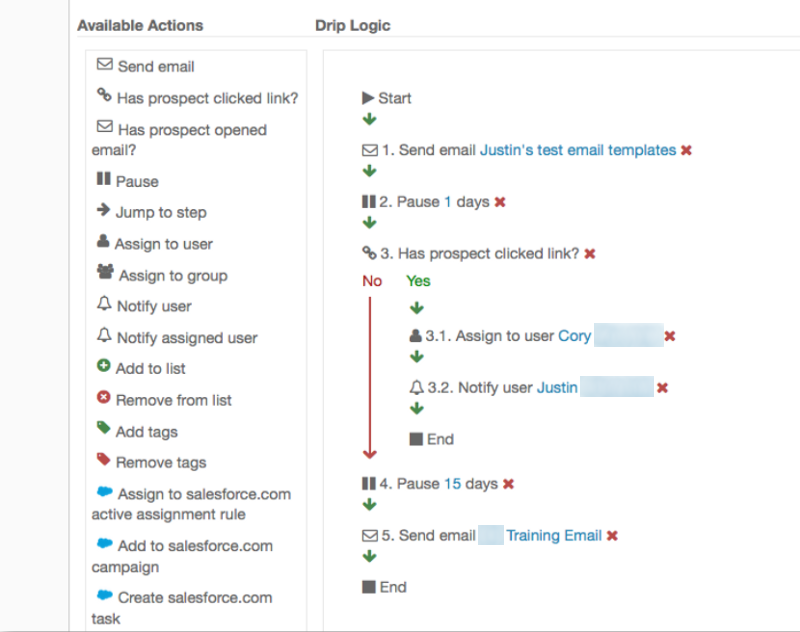 Available Actions
Send email
Has prospect clicked link?
Has prospect opened
email?
Pause
Jump to step
Assign to user
Assign to group
Notify user
Notify assigned user
Add to list
Remove from list
Add tags
Remove tags
Assign to salesforce.com
active assignment rule
Add to salesforce.com
campaign
Create salesforce.com
task
Drip Logic
Start
1. Send email Justin's test email templates
2. Pause 1 days
3. Has prospect clicked link?
No Yes
3.1. Assign to user Cory
3.2. Notify user Justin
End
4. Pause 15 days
5. Send email Training Email
End